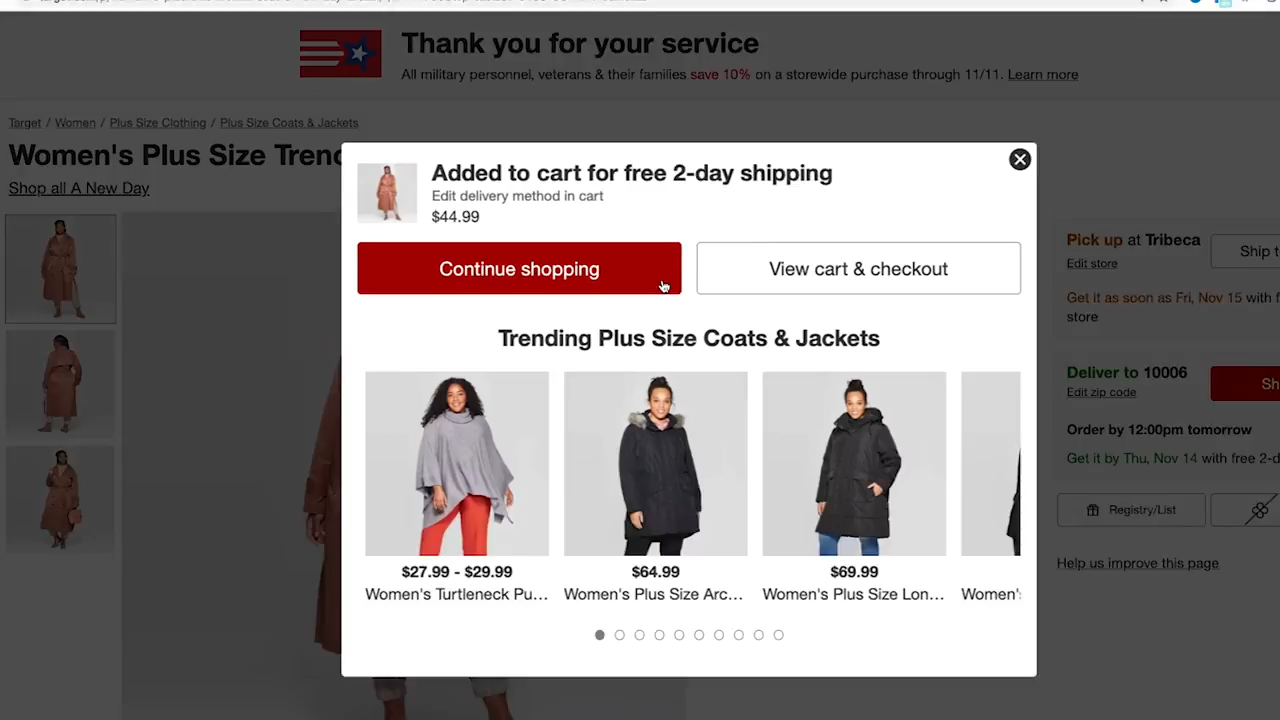 Thank you for your service
All military personnel, veterans & their families save 10% on a storewide purchase through 11/11. Learn more
Target / Women / Plus Size Clothing / Plus Size Coats & Jackets
Women's Plus Size Tren
Shop all A New Day
Added to cart for free 2-day shipping
Edit delivery method in cart
$44.99
Continue shopping
View cart & checkout
Trending Plus Size Coats & Jackets
$27.99 - $29.99
Women's Turtleneck Pu...
$64.99
Women's Plus Size Arc...
$69.99
Women's Plus Size Lon...
Women's
Pick up at Tribeca
Edit store
Ship t
Get it as soon as Fri, Nov 15 with f
store
Deliver to 10006
Edit zip code
Sh
Order by 12:00pm tomorrow
Get it by Thu, Nov 14 with free 2-d
Registry/List
Help us improve this page